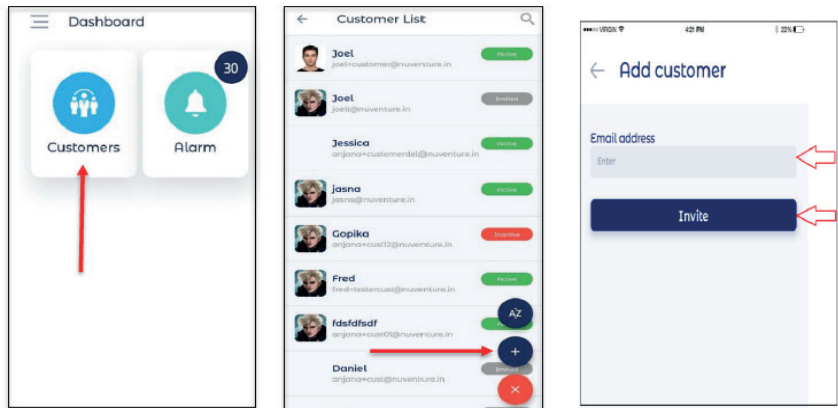 Dashboard
30
Customers
Alarm
Customer List
Joel
Active
joel+customer@nuventure.in
Joel
Invited
joelt@nuventure.in
Jessica
Active
anjana+customerdel@nuventure.in
jasna
Active
jasna@nuventure.in
Gopika
Inactive
anjana+cust12@nuventure.in
Fred
Active
fred+testercust@nuventure.in
fdsfdfsdf
AZ
anjana+cust01@nuventure.in
+
Daniel
Invited
anjana+cust@nuventure.in
×
VIRGIN
4:21 PM
22%
Add customer
Email address
Enter
Invite